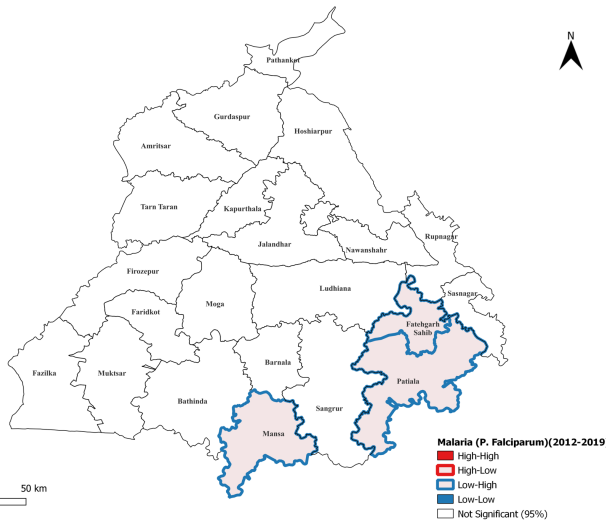 N
Pathankot
Gurdaspur
Hoshiarpur
Amritsar
Tarn Taran
Kapurthala
Rupnagar
Jalandhar
Nawanshahr
Firozepur
Ludhiana
Sasnagar
Moga
Faridkot
Fatehgarh
Sahib
Barnala
Fazilka
Muktsar
Patiala
Bathinda
Sangrur
Mansa
Malaria (P. Falciparum)(2012-2019
High-High
High-Low
Low-High
Low-Low
Not Significant (95%)
50 km